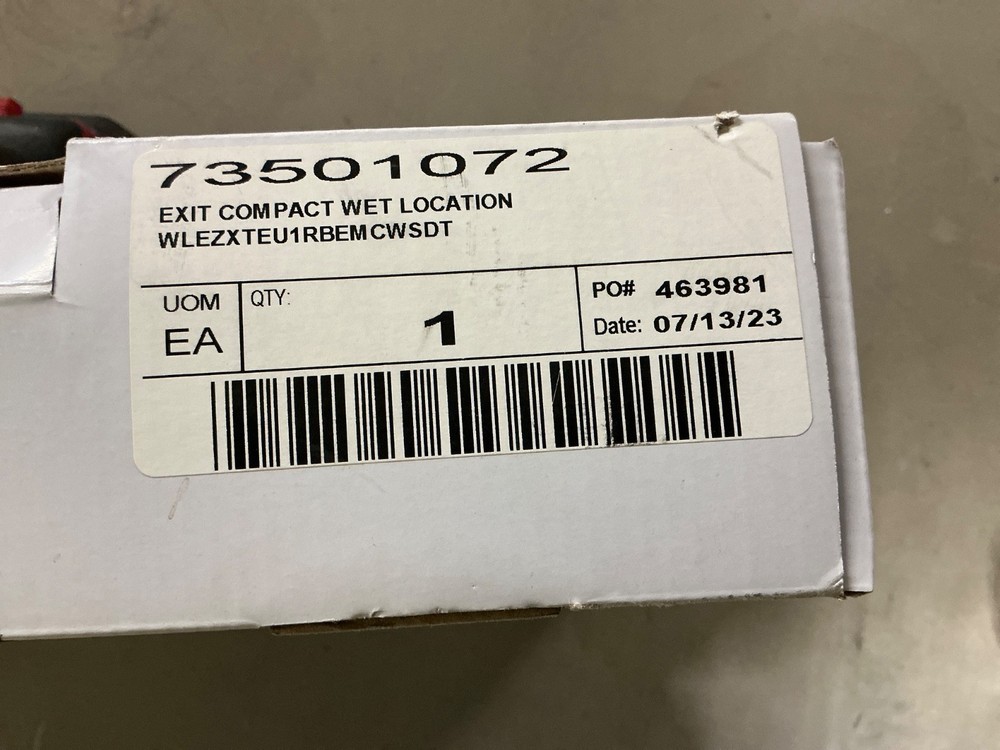 73501072
EXIT COMPACT WET LOCATION
WLEZXTEU1RBEMCWSDT
UOM
EA
QTY:
1
PO# 463981
Date: 07/13/23